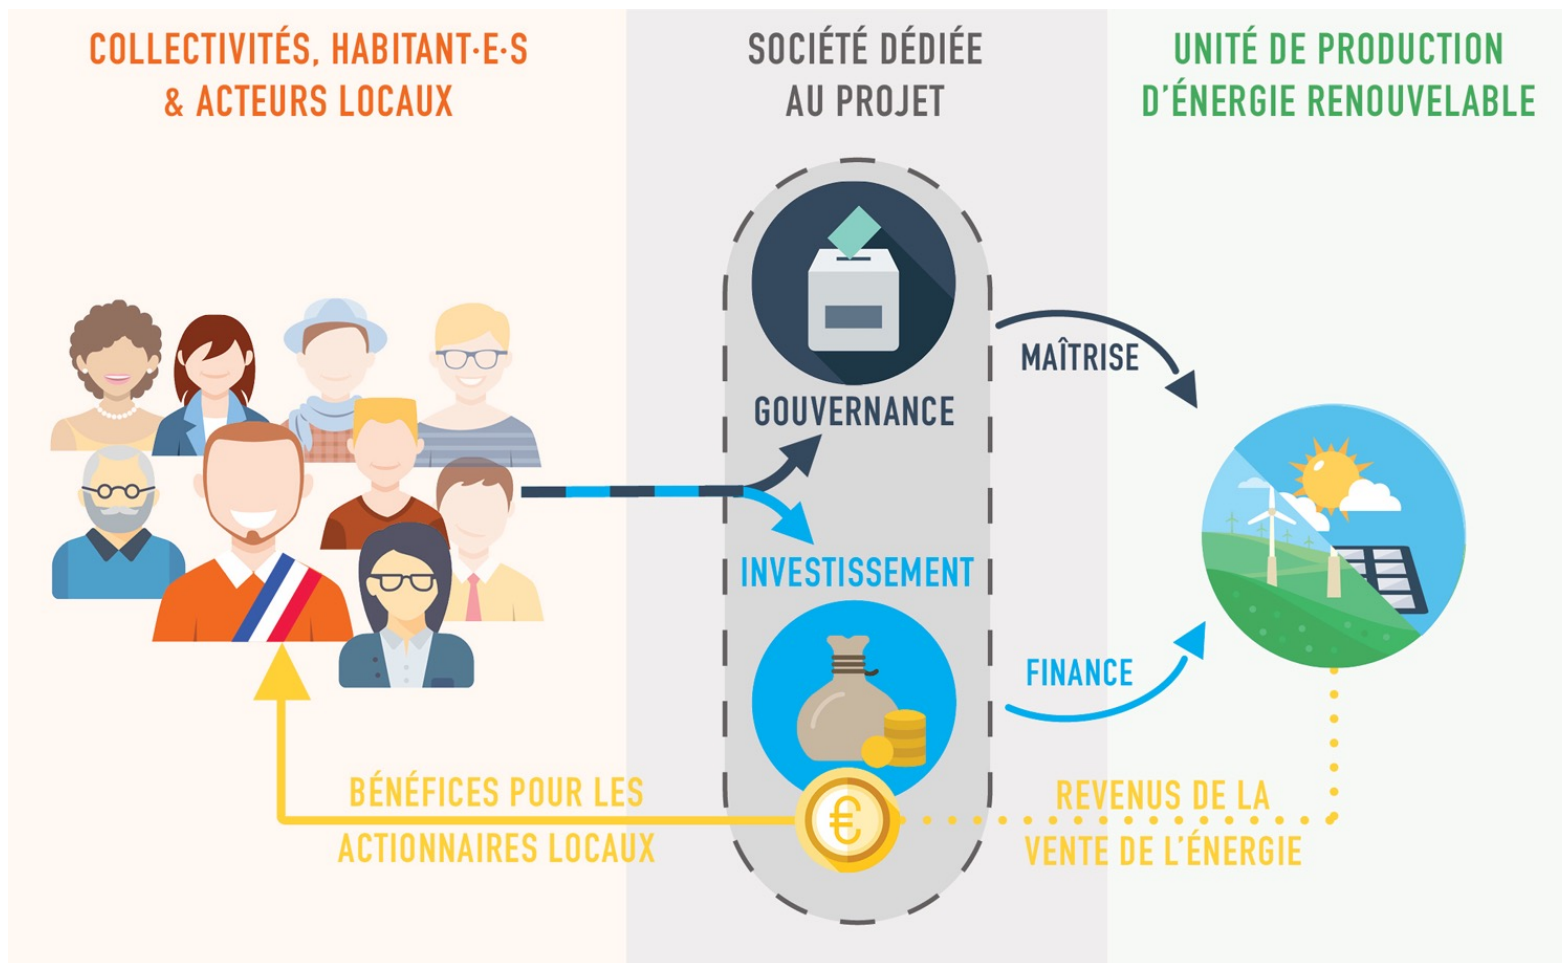 COLLECTIVITÉS, HABITANT·E·S
& ACTEURS LOCAUX
SOCIÉTÉ DÉDIÉE
AU PROJET
UNITÉ DE PRODUCTION
D'ÉNERGIE RENOUVELABLE
GOUVERNANCE
MAÎTRISE
INVESTISSEMENT
FINANCE
€
BÉNÉFICES POUR LES
ACTIONNAIRES LOCAUX
REVENUS DE LA
VENTE DE L'ÉNERGIE